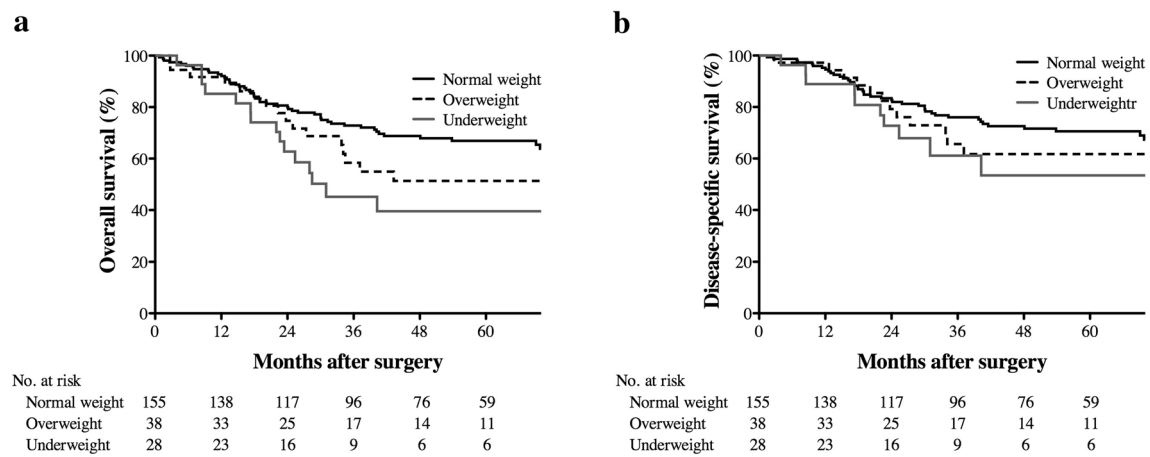 a
Overall survival (%)
100
80
60
40
20
0
Normal weight
Overweight
Underweight
0 12 24 36 48 60
Months after surgery
No. at risk
Normal weight 155 138 117 96 76 59
Overweight 38 33 25 17 14 11
Underweight 28 23 16 9 6 6
b
Disease-specific survival (%)
100
80
60
40
20
0
Normal weight
Overweight
Underweightr
0 12 24 36 48 60
Months after surgery
No. at risk
Normal weight 155 138 117 96 76 59
Overweight 38 33 25 17 14 11
Underweight 28 23 16 9 6 6